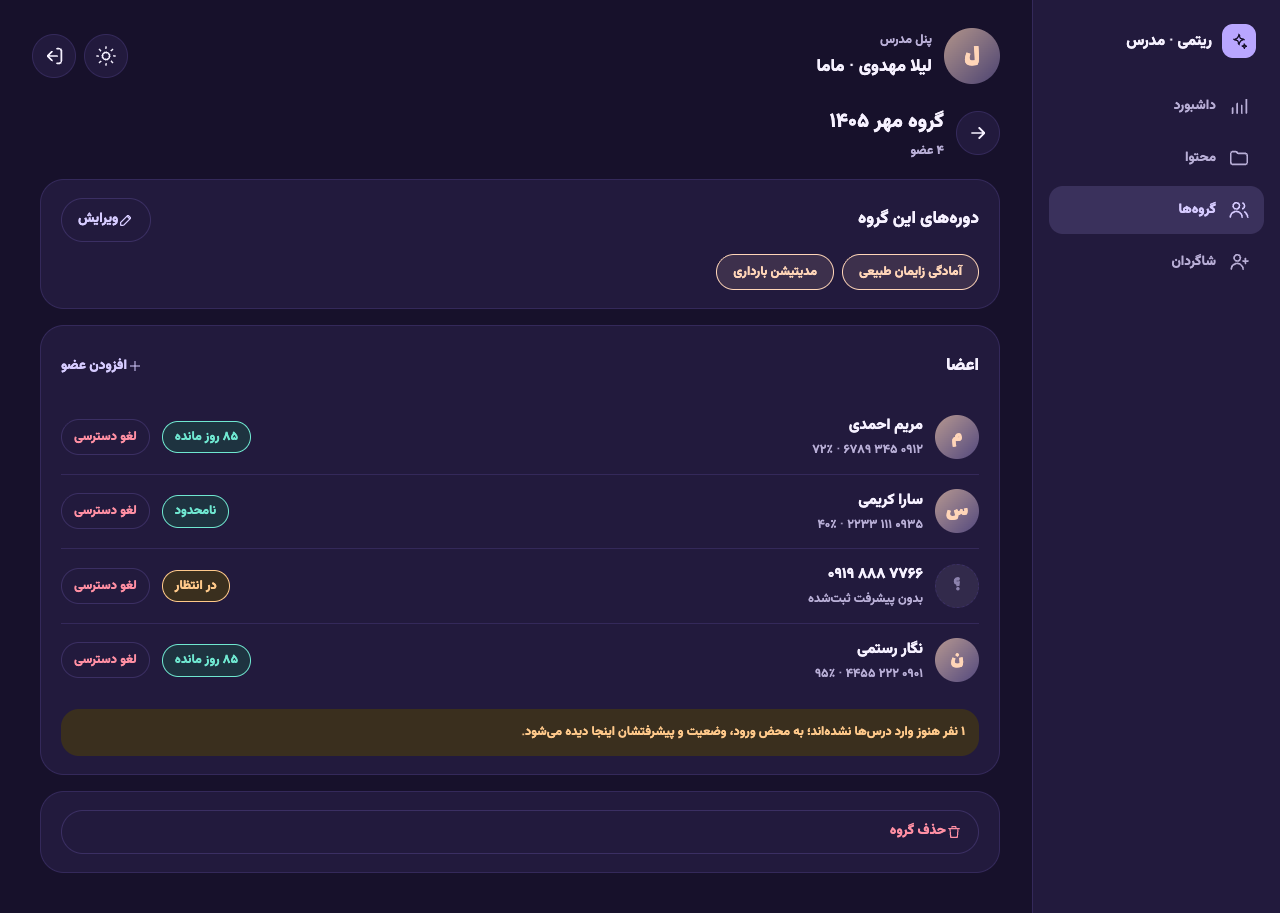 ریتمی · مدرس
داشبورد
محتوا
گروه‌ها
شاگردان
ل
پنل مدرس
لیلا مهدوی · ماما
گروه مهر ۱۴۰۵
۴ عضو
دوره‌های این گروه
ویرایش
آمادگی زایمان طبیعی
مدیتیشن بارداری
اعضا
افزودن عضو
م
مریم احمدی
۰۹۱۲ ۳۴۵ ۶۷۸۹ · ۷۲٪
۸۵ روز مانده
لغو دسترسی
س
سارا کریمی
۰۹۳۵ ۱۱۱ ۲۲۳۳ · ۴۰٪
نامحدود
لغو دسترسی
؟
۰۹۱۹ ۸۸۸ ۷۷۶۶
بدون پیشرفت ثبت‌شده
در انتظار
لغو دسترسی
ن
نگار رستمی
۰۹۰۱ ۲۲۲ ۴۴۵۵ · ۹۵٪
۸۵ روز مانده
لغو دسترسی
۱ نفر هنوز وارد درس‌ها نشده‌اند؛ به محض ورود، وضعیت و پیشرفتشان اینجا دیده می‌شود.
حذف گروه